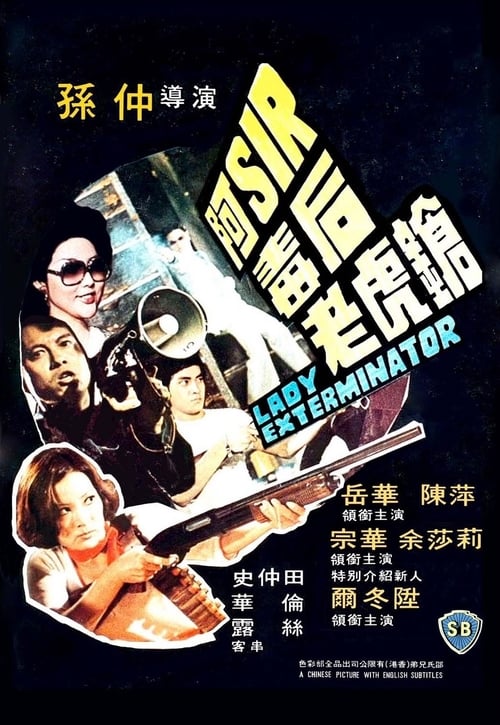 孫仲導演
阿SIR
毒后
老虎鎗
LADY
EXTERMINATOR
岳華 陳萍
領銜主演
宗華 余莎莉
領銜主演
特別介紹新人
爾冬陞
領銜主演
史仲田
華倫
露絲
客串
SB
邵氏兄弟(香港)有限公司出品全部彩色
A CHINESE PICTURE WITH ENGLISH SUBTITLES